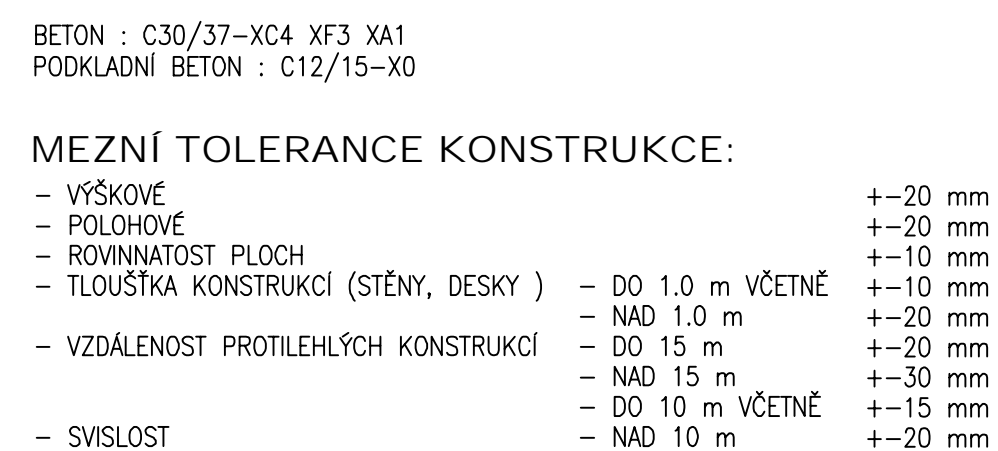 BETON : C30/37-XC4 XF3 XA1
PODKLADNÍ BETON : C12/15-X0
MEZNÍ TOLERANCE KONSTRUKCE:
- VÝŠKOVÉ +-20 mm
- POLOHOVÉ +-20 mm
- ROVINNATOST PLOCH +-10 mm
- TLOUŠŤKA KONSTRUKCÍ (STĚNY, DESKY ) - DO 1.0 m VČETNĚ +-10 mm
- NAD 1.0 m +-20 mm
- VZDÁLENOST PROTILEHLÝCH KONSTRUKCÍ - DO 15 m +-20 mm
- NAD 15 m +-30 mm
- DO 10 m VČETNĚ +-15 mm
- SVISLOST - NAD 10 m +-20 mm